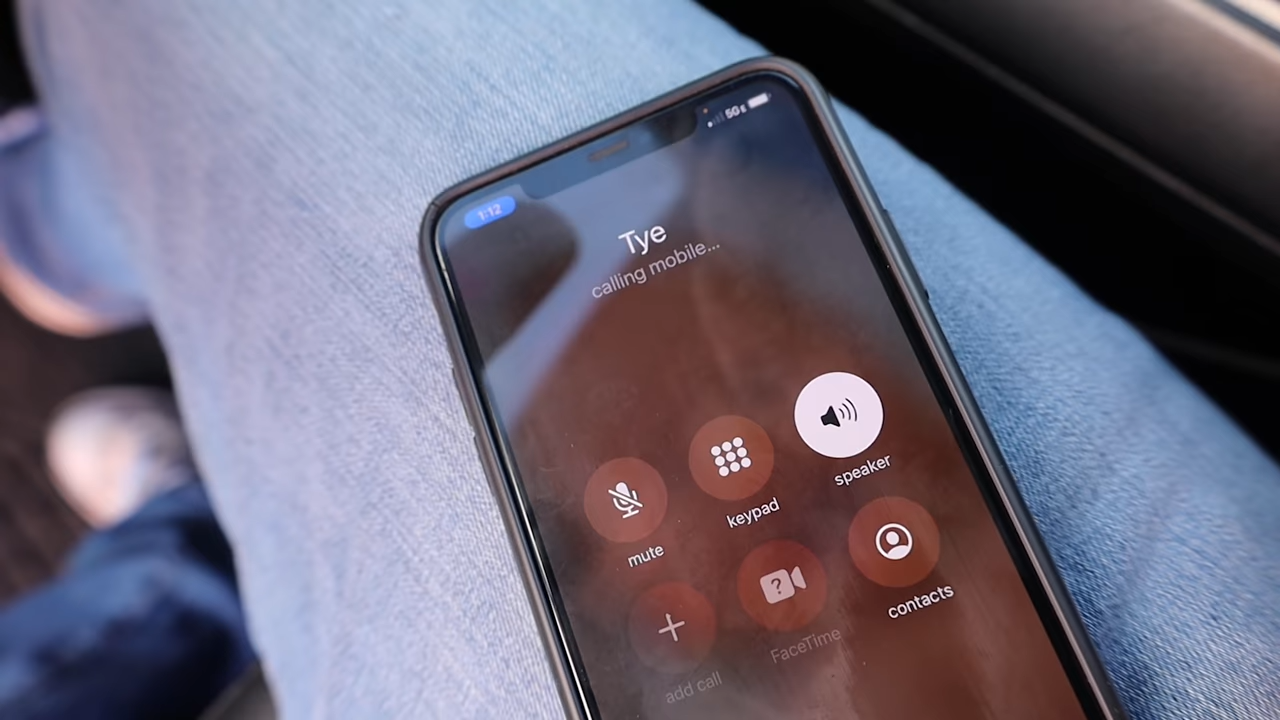 1:12
5G
Tye
calling mobile...
mute
keypad
speaker
add call
FaceTime
contacts